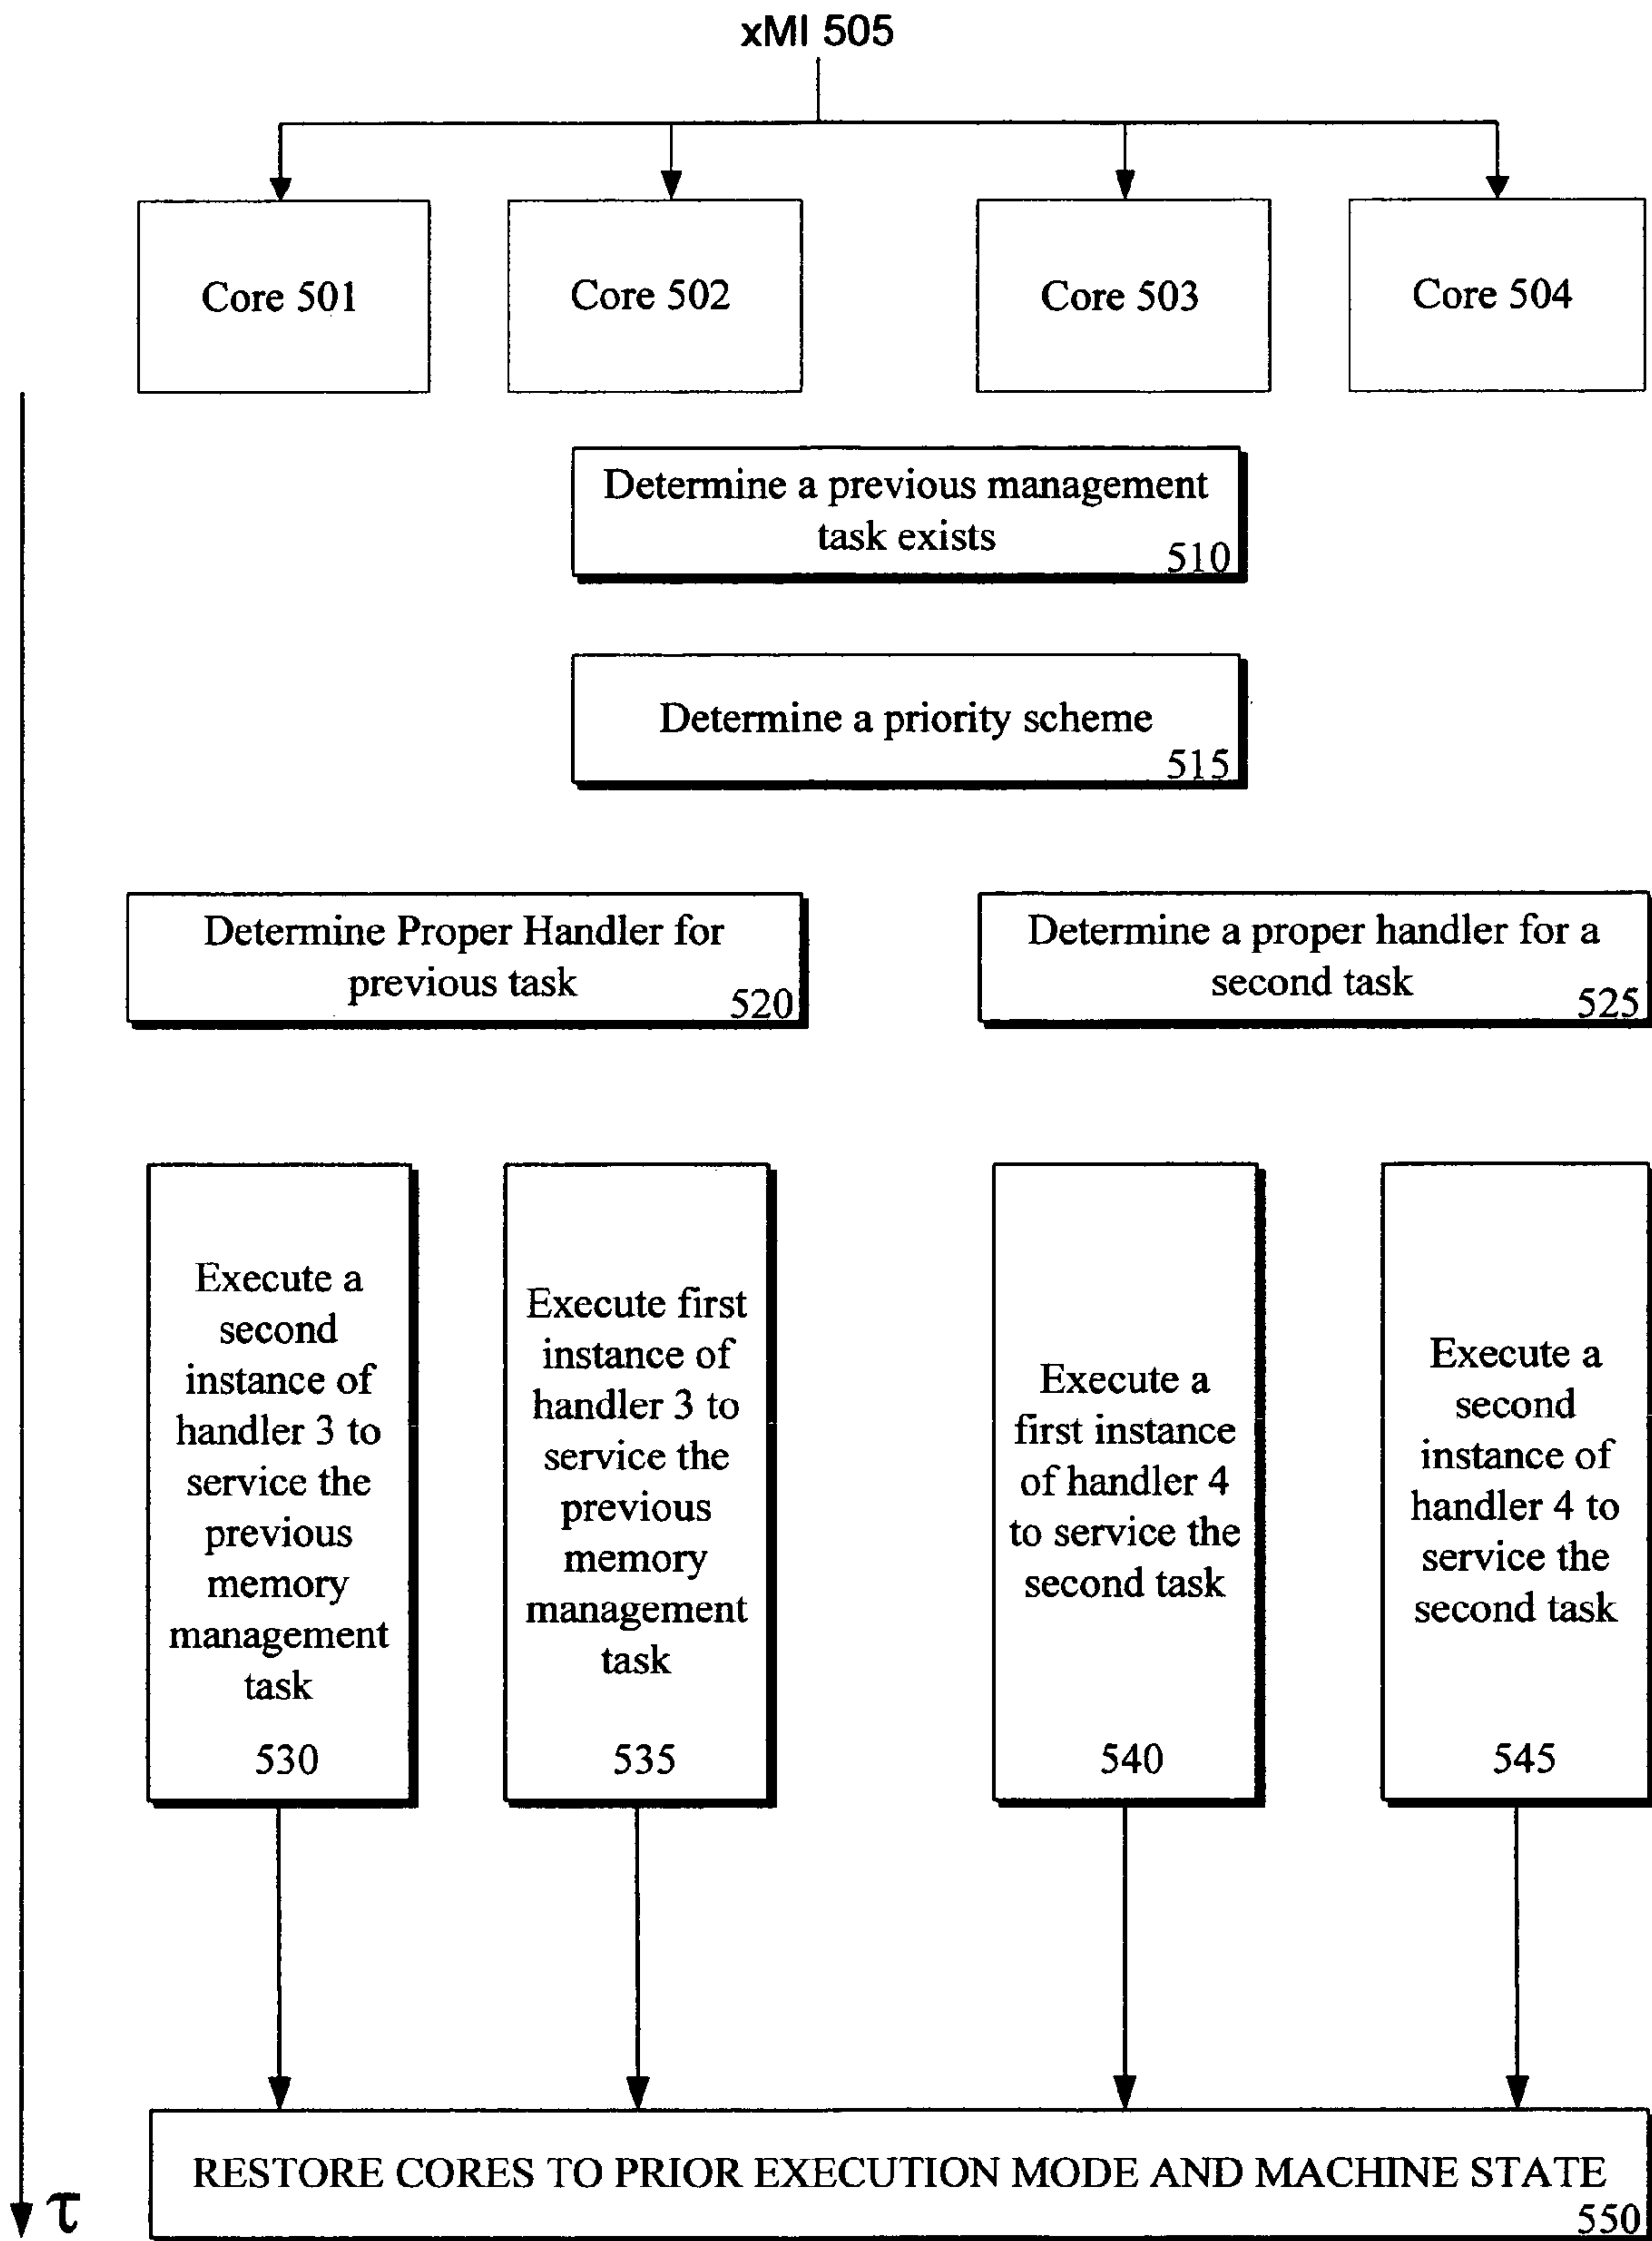 xMI 505
Core 501
Core 502
Core 503
Core 504
Determine a previous management
task exists
510
Determine a priority scheme
515
Determine Proper Handler for
previous task
520
Determine a proper handler for a
second task
525
Execute a
second
instance of
handler 3 to
service the
previous
memory
management
task
530
Execute first
instance of
handler 3 to
service the
previous
memory
management
task
535
Execute a
first instance
of handler 4
to service the
second task
540
Execute a
second
instance of
handler 4 to
service the
second task
545
RESTORE CORES TO PRIOR EXECUTION MODE AND MACHINE STATE
550
τ